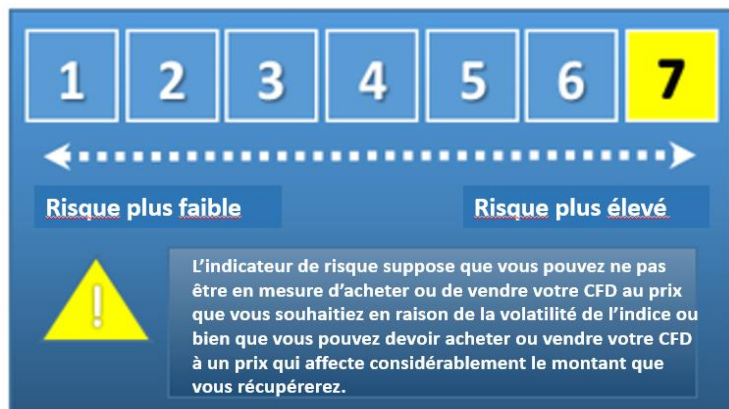 1 2 3 4 5 6 7
Risque plus faible
Risque plus élevé
!
L’indicateur de risque suppose que vous pouvez ne pas
être en mesure d’acheter ou de vendre votre CFD au prix
que vous souhaitiez en raison de la volatilité de l’indice ou
bien que vous pouvez devoir acheter ou vendre votre CFD
à un prix qui affecte considérablement le montant que
vous récupérerez.